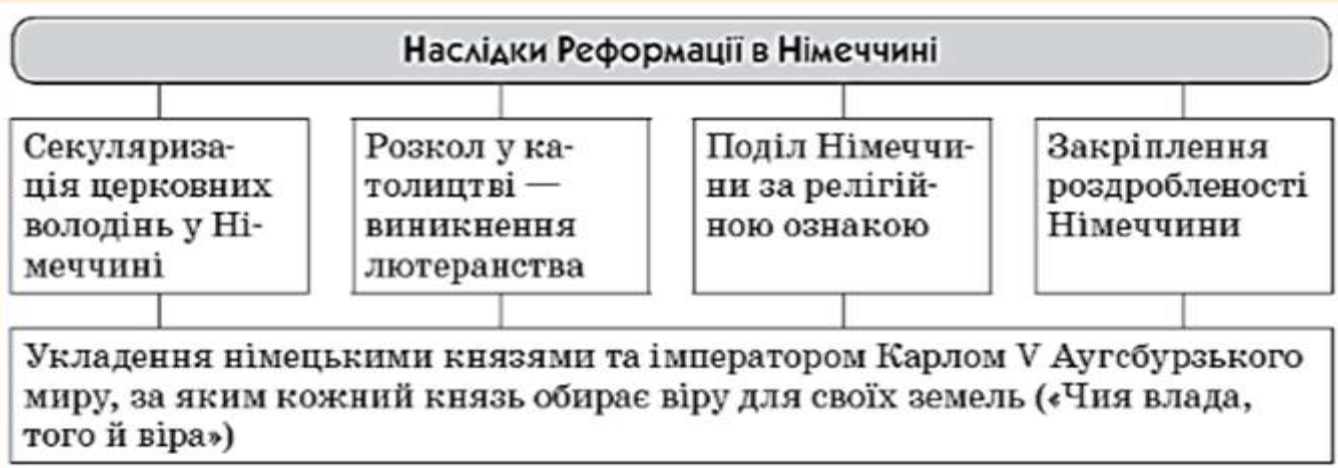 Наслідки Реформації в Німеччині
Секуляриза-
ція церковних
володінь у Ні-
меччині
Розкол у ка-
толицтві —
виникнення
лютеранства
Поділ Німеччи-
ни за релігій-
ною ознакою
Закріплення
роздробленості
Німеччини
Укладення німецькими князями та імператором Карлом V Аугсбурзького
миру, за яким кожний князь обирає віру для своїх земель («Чия влада,
того й віра»)